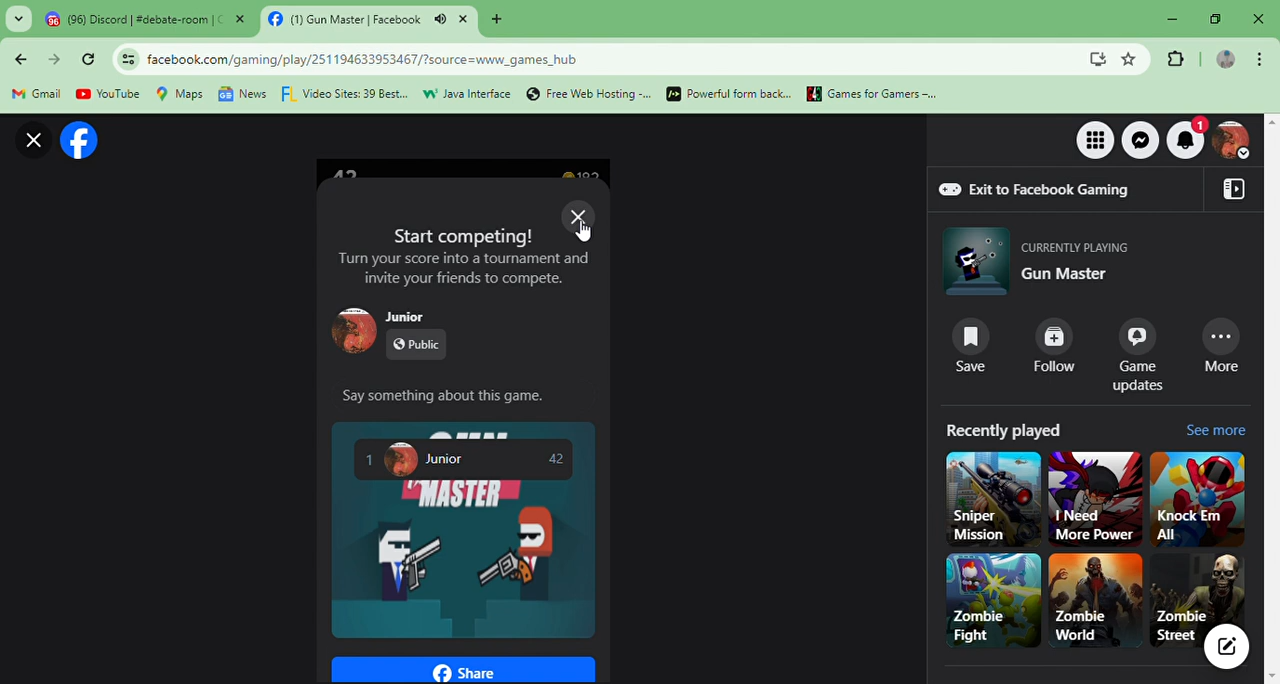 (96) Discord | #debate-room |
(1) Gun Master | Facebook
facebook.com/gaming/play/251194633953467/?source=www_games_hub
Gmail YouTube Maps News Video Sites: 39 Best... Java Interface Free Web Hosting -... Powerful form back... Games for Gamers –...
42 182
1
Exit to Facebook Gaming
Start competing!
Turn your score into a tournament and
invite your friends to compete.
Junior
Public
Say something about this game.
1 Junior 42
MASTER
Share
CURRENTLY PLAYING
Gun Master
Save Follow Game updates More
Recently played See more
Sniper Mission
I Need More Power
Knock Em All
Zombie Fight
Zombie World
Zombie Street